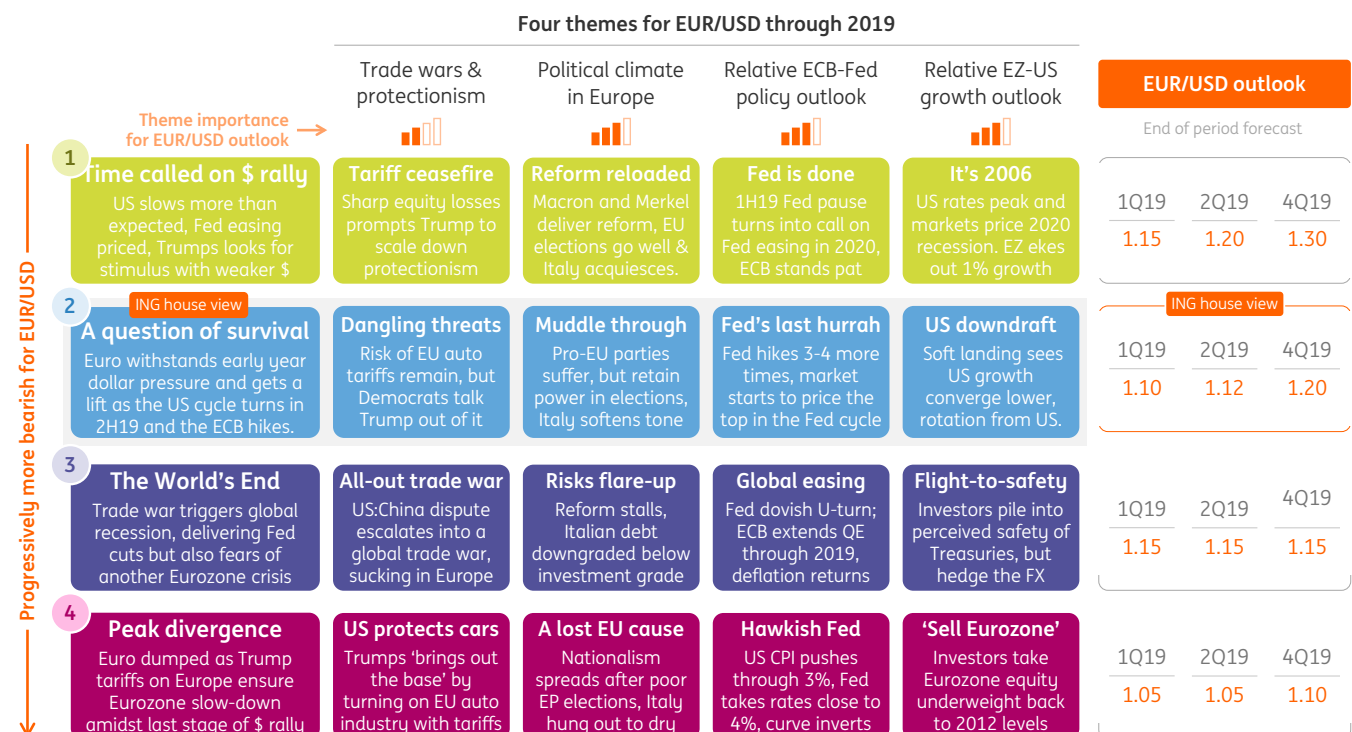 Four themes for EUR/USD through 2019
Trade wars &
protectionism
Political climate
in Europe
Relative ECB-Fed
policy outlook
Relative EZ-US
growth outlook
EUR/USD outlook
End of period forecast
Theme importance
for EUR/USD outlook
Progressively more bearish for EUR/USD
1
Time called on $ rally
US slows more than
expected, Fed easing
priced, Trumps looks for
stimulus with weaker $
Tariff ceasefire
Sharp equity losses
prompts Trump to
scale down
protectionism
Reform reloaded
Macron and Merkel
deliver reform, EU
elections go well &
Italy acquiesces.
Fed is done
1H19 Fed pause
turns into call on
Fed easing in 2020,
ECB stands pat
It's 2006
US rates peak and
markets price 2020
recession. EZ ekes
out 1% growth
1Q19 2Q19 4Q19
1.15 1.20 1.30
2
ING house view
A question of survival
Euro withstands early year
dollar pressure and gets a
lift as the US cycle turns in
2H19 and the ECB hikes.
Dangling threats
Risk of EU auto
tariffs remain, but
Democrats talk
Trump out of it
Muddle through
Pro-EU parties
suffer, but retain
power in elections,
Italy softens tone
Fed's last hurrah
Fed hikes 3-4 more
times, market
starts to price the
top in the Fed cycle
US downdraft
Soft landing sees
US growth
converge lower,
rotation from US.
ING house view
1Q19 2Q19 4Q19
1.10 1.12 1.20
3
The World's End
Trade war triggers global
recession, delivering Fed
cuts but also fears of
another Eurozone crisis
All-out trade war
US:China dispute
escalates into a
global trade war,
sucking in Europe
Risks flare-up
Reform stalls,
Italian debt
downgraded below
investment grade
Global easing
Fed dovish U-turn;
ECB extends QE
through 2019,
deflation returns
Flight-to-safety
Investors pile into
perceived safety of
Treasuries, but
hedge the FX
1Q19 2Q19 4Q19
1.15 1.15 1.15
4
Peak divergence
Euro dumped as Trump
tariffs on Europe ensure
Eurozone slow-down
amidst last stage of $ rally
US protects cars
Trumps 'brings out
the base' by
turning on EU auto
industry with tariffs
A lost EU cause
Nationalism
spreads after poor
EP elections, Italy
hung out to dry
Hawkish Fed
US CPI pushes
through 3%, Fed
takes rates close to
4%, curve inverts
'Sell Eurozone'
Investors take
Eurozone equity
underweight back
to 2012 levels
1Q19 2Q19 4Q19
1.05 1.05 1.10